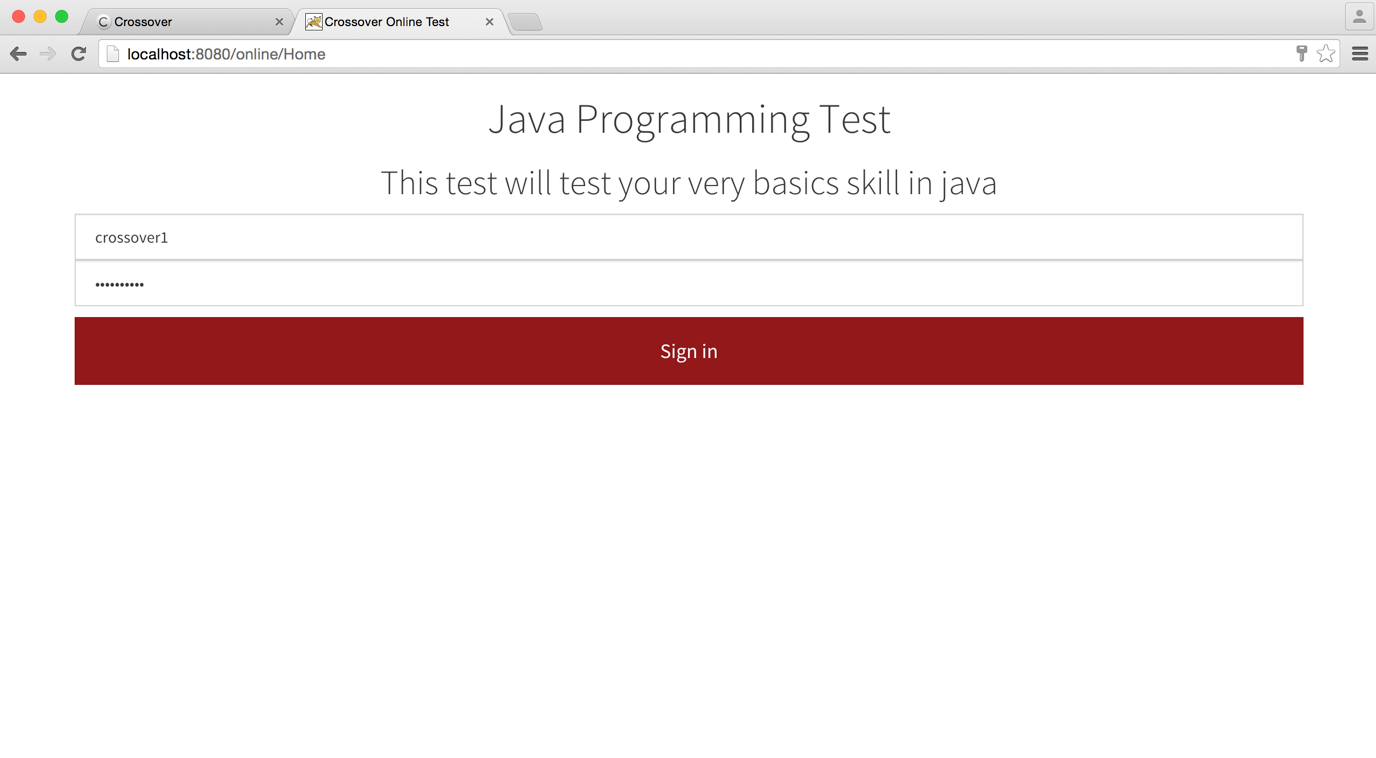 Crossover
Crossover Online Test
localhost:8080/online/Home
Java Programming Test
This test will test your very basics skill in java
crossover1
••••••••••
Sign in